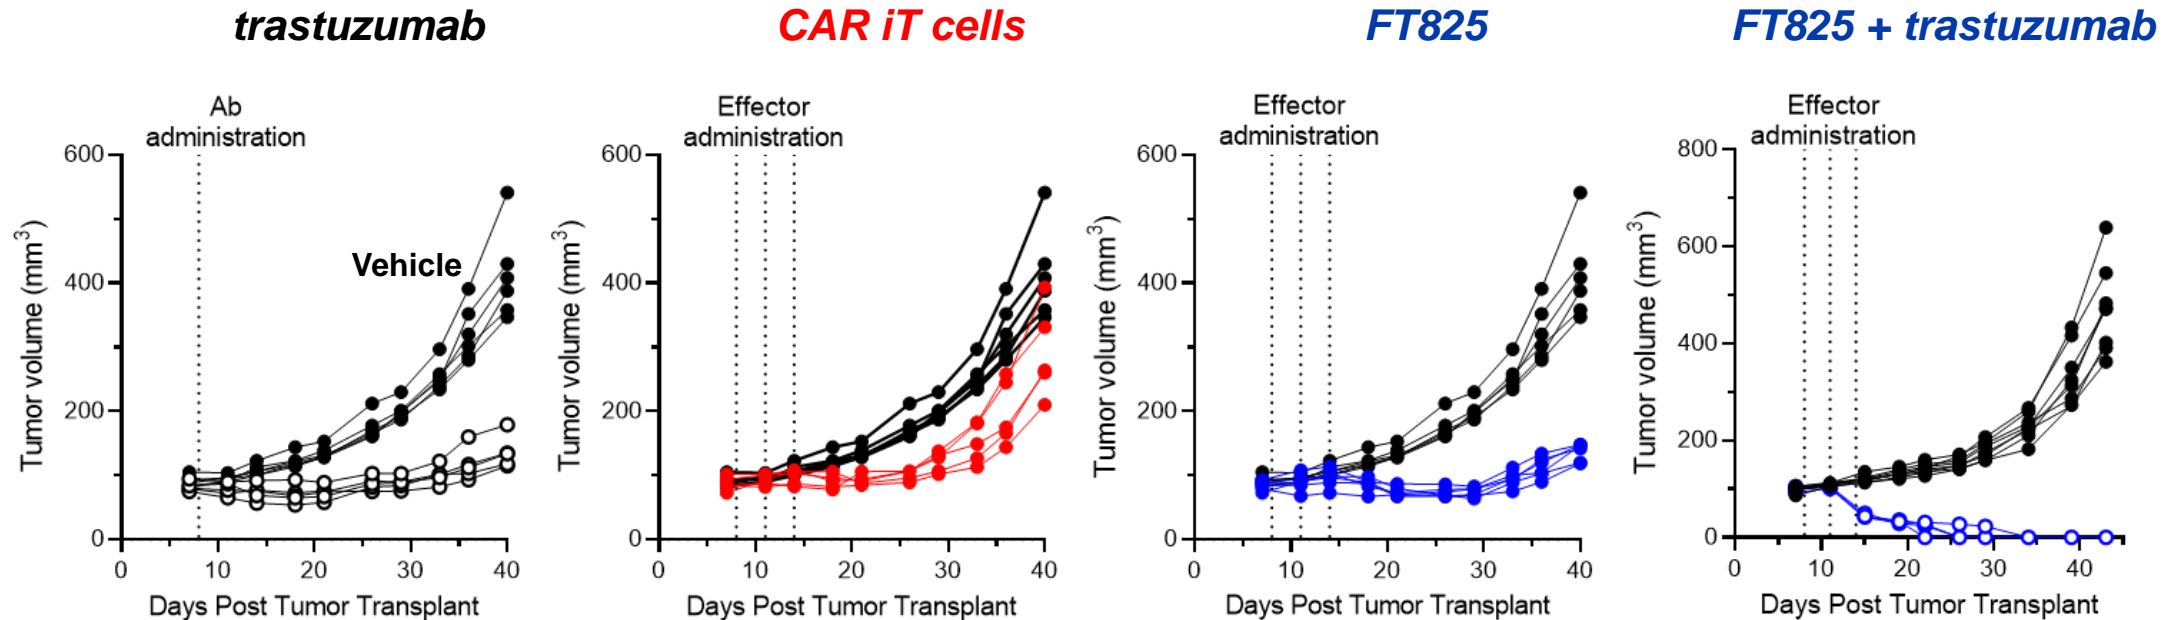 trastuzumab
CAR iT cells
FT825
FT825 + trastuzumab
Ab
administration
600
400
200
0
Tumor volume (mm³)
Vehicle
0 10 20 30 40
Days Post Tumor Transplant
Effector
administration
600
400
200
0
Tumor volume (mm³)
0 10 20 30 40
Days Post Tumor Transplant
Effector
administration
600
400
200
0
Tumor volume (mm³)
0 10 20 30 40
Days Post Tumor Transplant
Effector
administration
800
600
400
200
0
Tumor volume (mm³)
0 10 20 30 40
Days Post Tumor Transplant